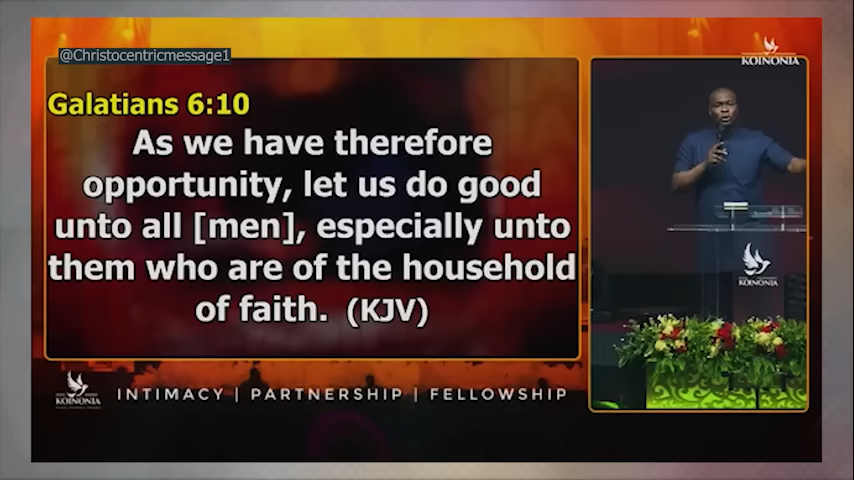 @Christocentricmessage1
KOINONIA
Galatians 6:10
As we have therefore
opportunity, let us do good
unto all [men], especially unto
them who are of the household
of faith. (KJV)
KOINONIA
KOINONIA
INTIMACY | PARTNERSHIP | FELLOWSHIP